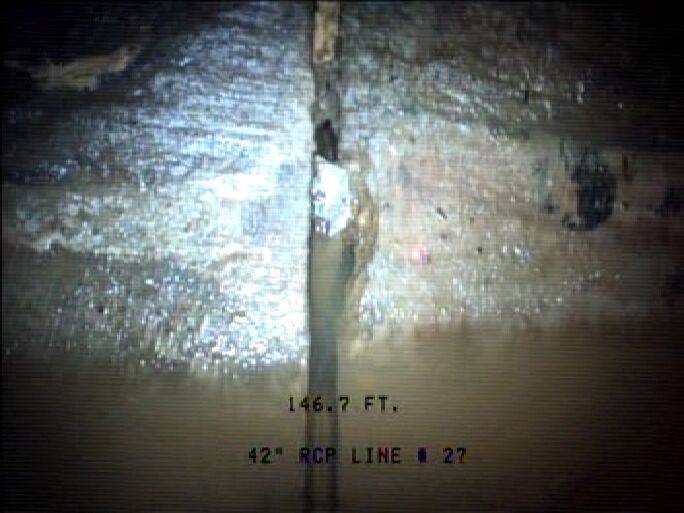 146.7 FT.
42" RCP LINE # 27